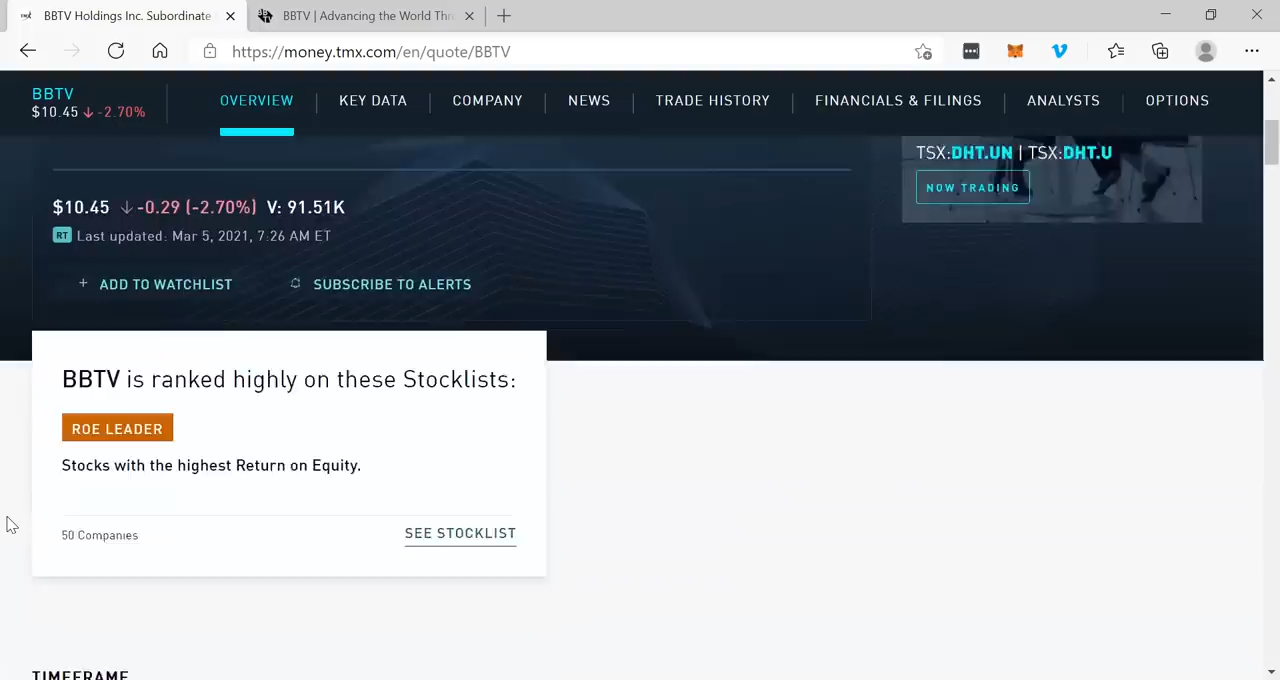 BBTV Holdings Inc. Subordinate
BBTV | Advancing the World Thr
https://money.tmx.com/en/quote/BBTV
BBTV
$10.45 ↓ -2.70%
OVERVIEW
KEY DATA
COMPANY
NEWS
TRADE HISTORY
FINANCIALS & FILINGS
ANALYSTS
OPTIONS
TSX:DHT.UN | TSX:DHT.U
NOW TRADING
$10.45 ↓ -0.29 (-2.70%) V: 91.51K
RT Last updated: Mar 5, 2021, 7:26 AM ET
+ ADD TO WATCHLIST
SUBSCRIBE TO ALERTS
BBTV is ranked highly on these Stocklists:
ROE LEADER
Stocks with the highest Return on Equity.
50 Companies
SEE STOCKLIST
TIMEFRAME